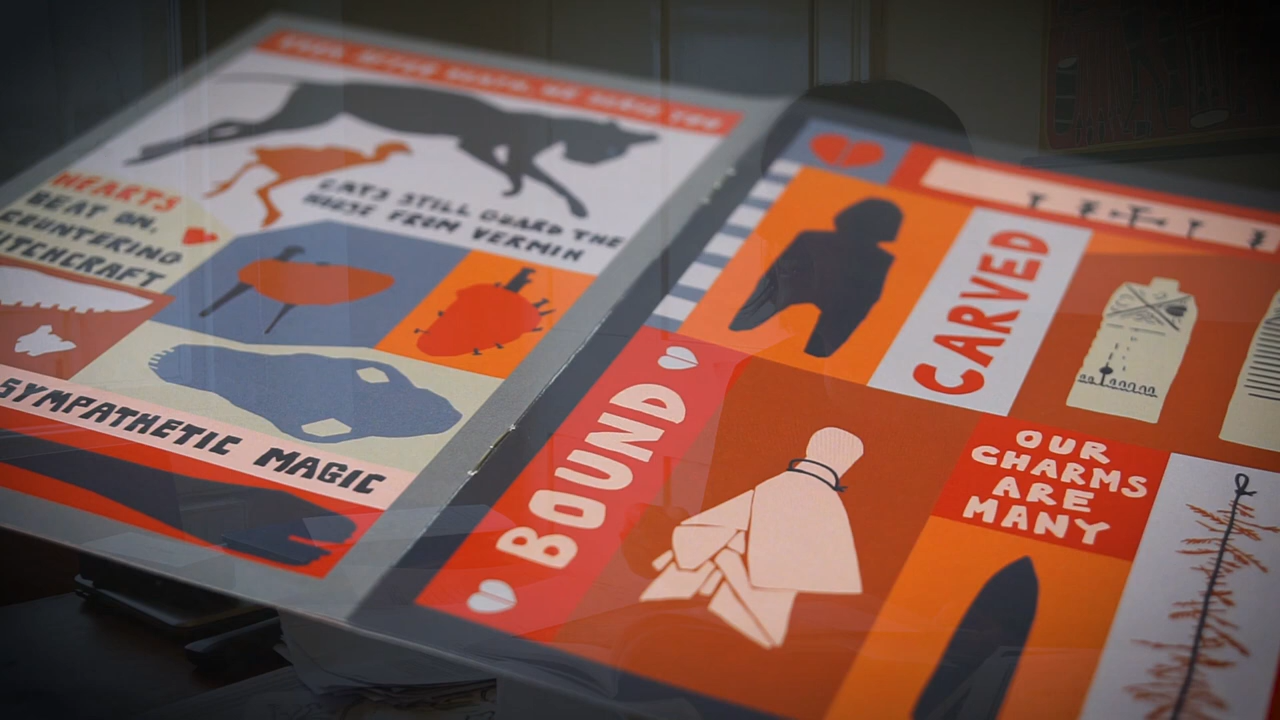 CATS STILL GUARD THE
HOUSE FROM VERMIN
HEARTS
BEAT ON,
COUNTERING
WITCHCRAFT
SYMPATHETIC MAGIC
CARVED
BOUND
OUR
CHARMS
ARE
MANY